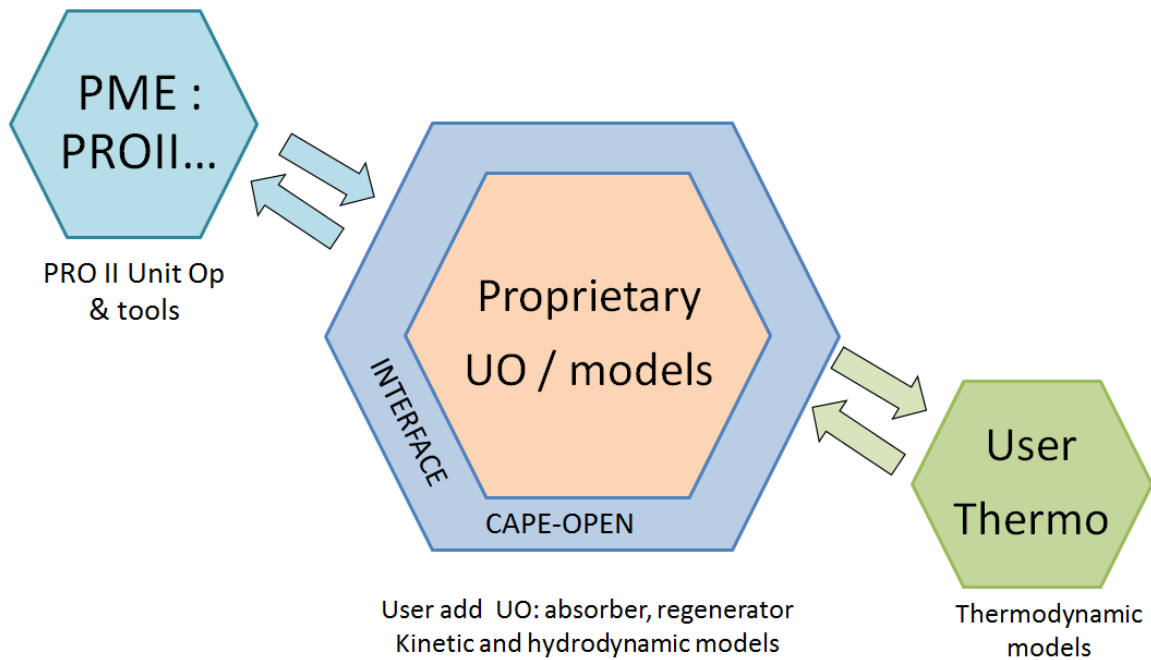 PME :
PROII...
PRO II Unit Op
& tools
Proprietary
UO / models
INTERFACE
CAPE-OPEN
User add  UO: absorber, regenerator
Kinetic and hydrodynamic models
User
Thermo
Thermodynamic
models